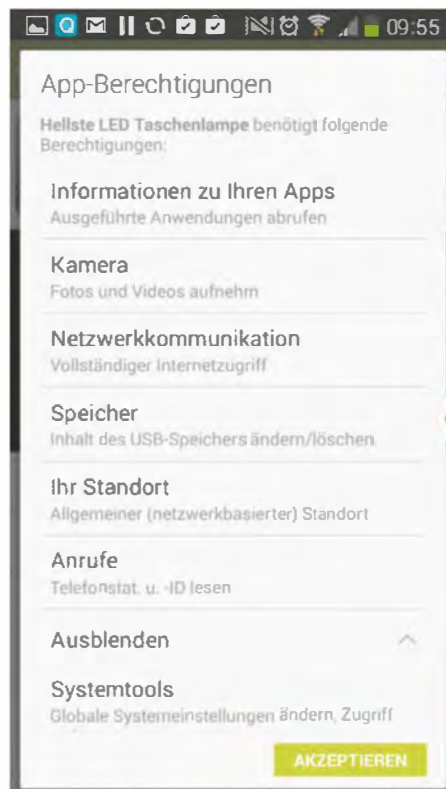 09:55
App-Berechtigungen
Hellste LED Taschenlampe benötigt folgende
Berechtigungen:
Informationen zu Ihren Apps
Ausgeführte Anwendungen abrufen
Kamera
Fotos und Videos aufnehm
Netzwerkkommunikation
Vollständiger Internetzugriff
Speicher
Inhalt des USB-Speichers ändern/löschen
Ihr Standort
Allgemeiner (netzwerkbasierter) Standort
Anrufe
Telefonstat. u. -ID lesen
Ausblenden
Systemtools
Globale Systemeinstellungen ändern, Zugriff
AKZEPTIEREN